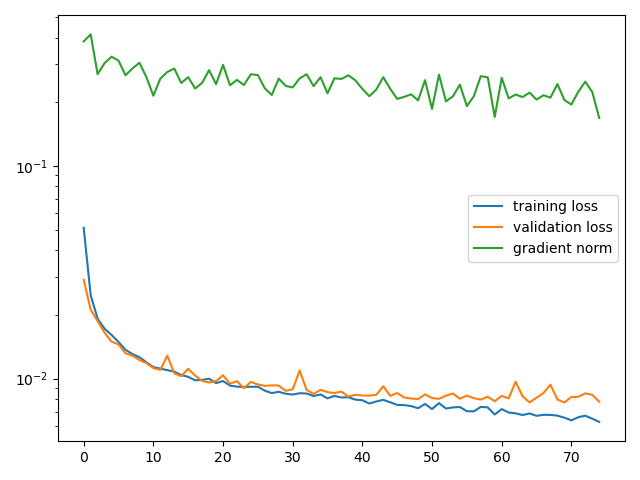 10⁻¹
10⁻²
training loss
validation loss
gradient norm
0 10 20 30 40 50 60 70